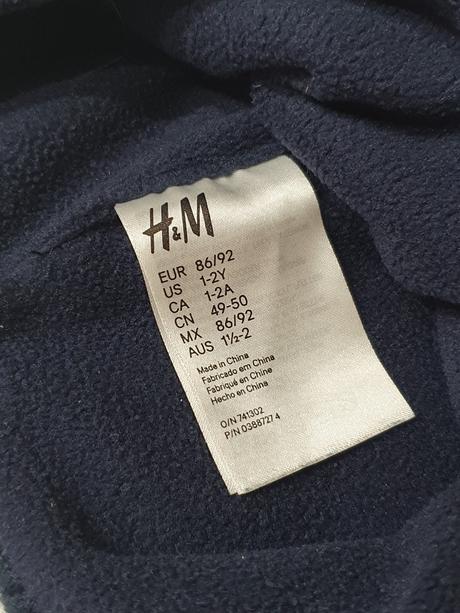 H&M
EUR 86/92
US 1-2Y
CA 1-2A
CN 49-50
MX 86/92
AUS 1½-2
Made in China
Fabricado em China
Fabriqué en Chine
Hecho en China
O/N 741302
P/N 0388727 4